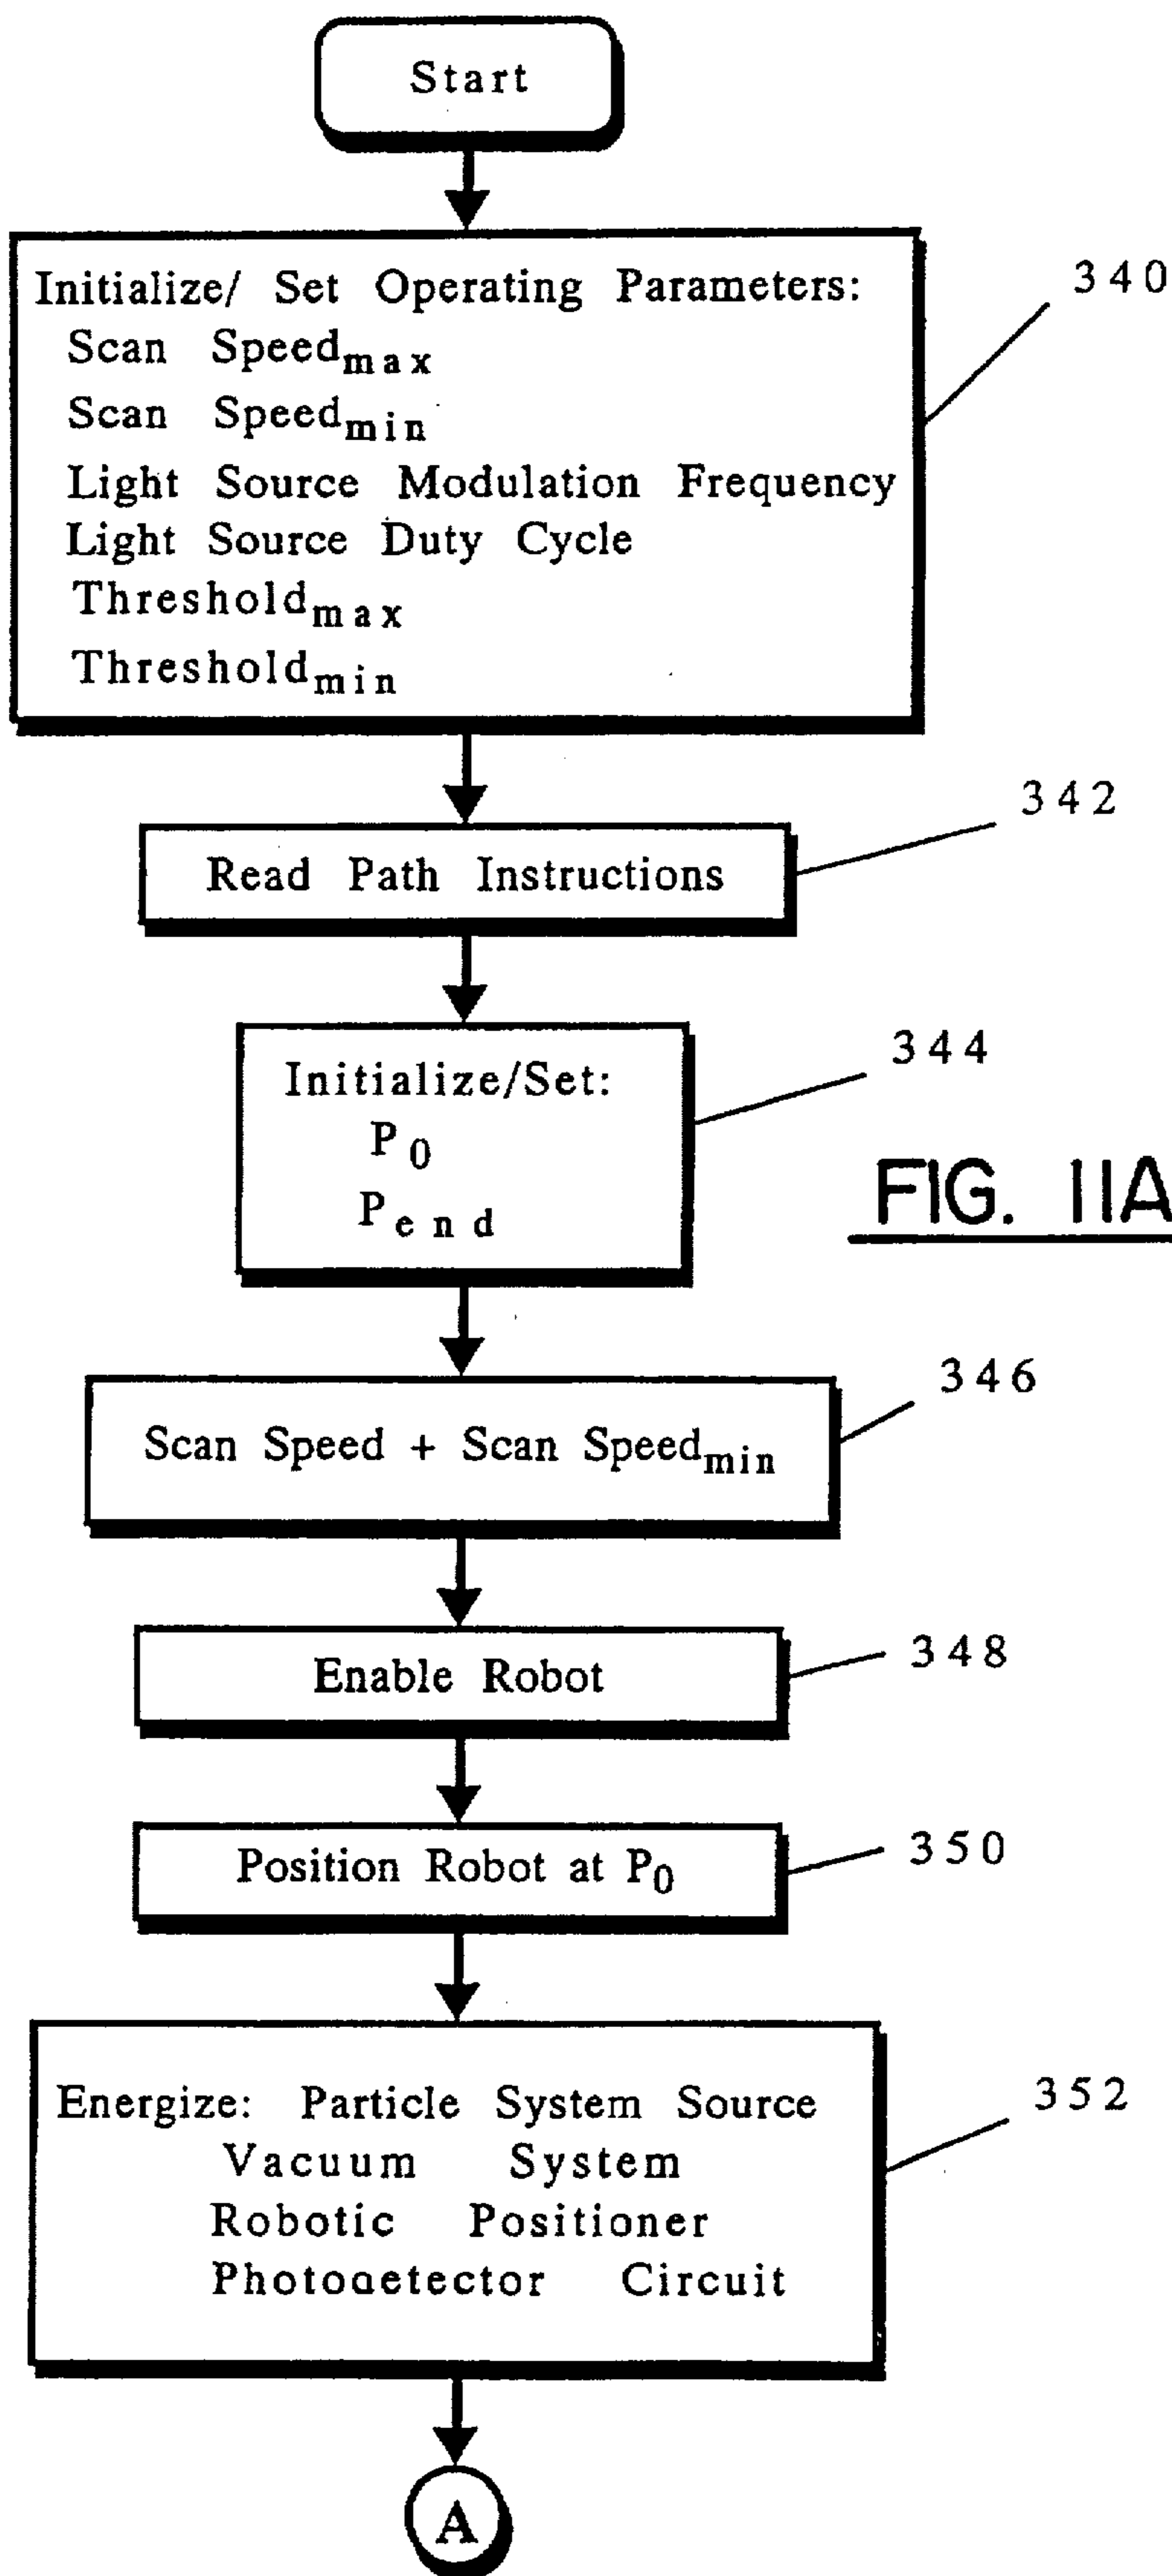 Start
Initialize/ Set Operating Parameters:
Scan Speedmax
Scan Speedmin
Light Source Modulation Frequency
Light Source Duty Cycle
Thresholdmax
Thresholdmin
340
Read Path Instructions
342
Initialize/Set:
P0
Pend
344
FIG. 11A
Scan Speed + Scan Speedmin
346
Enable Robot
348
Position Robot at P0
350
Energize: Particle System Source
Vacuum System
Robotic Positioner
Photodetector Circuit
352
A